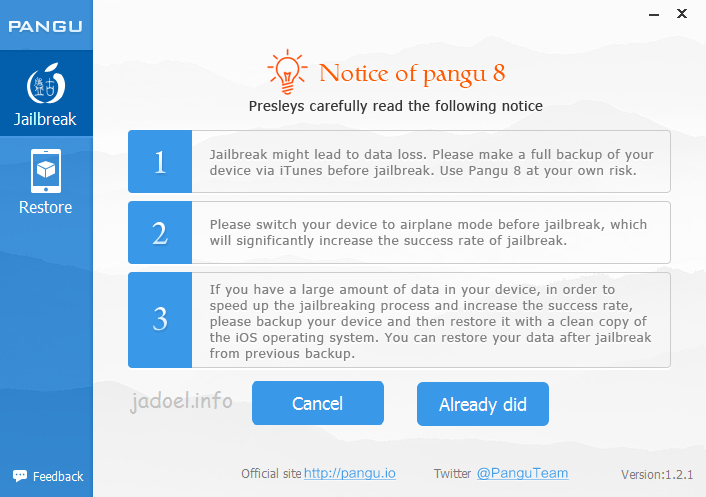 PANGU
Jailbreak
Restore
Notice of pangu 8
Presleys carefully read the following notice
1
Jailbreak might lead to data loss. Please make a full backup of your
device via iTunes before jailbreak. Use Pangu 8 at your own risk.
2
Please switch your device to airplane mode before jailbreak, which
will significantly increase the success rate of jailbreak.
3
If you have a large amount of data in your device, in order to
speed up the jailbreaking process and increase the success rate,
please backup your device and then restore it with a clean copy of
the iOS operating system. You can restore your data after jailbreak
from previous backup.
jadoel.info
Cancel
Already did
Feedback
Official site http://pangu.io
Twitter @PanguTeam
Version:1.2.1